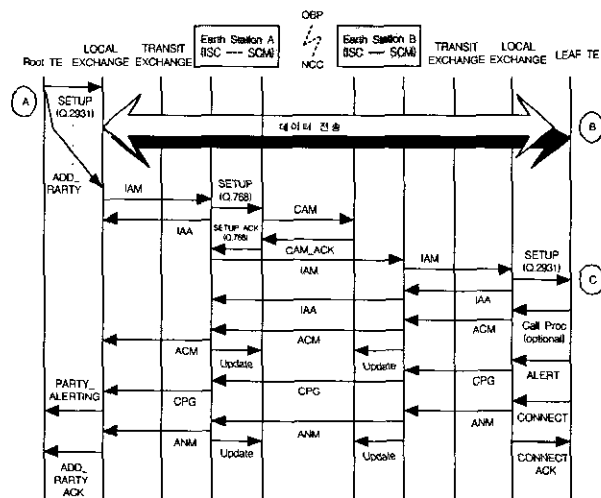 OBP
Earth Station A
(ISC ---- SCM)
NCC
Earth Station B
(ISC ---- SCM)
Root TE
LOCAL
EXCHANGE
TRANSIT
EXCHANGE
TRANSIT
EXCHANGE
LOCAL
EXCHANGE
LEAF TE
A
SETUP
(Q.2931)
데이터 전송
B
ADD_
RARTY
IAM
SETUP
(Q.768)
CAM
IAA
SETUP ACK
(Q.768)
CAM_ACK
IAM
IAM
SETUP
(Q.2931)
C
IAA
IAA
ACM
Call Proc
(optional)
ACM
ACM
Update
Update
ALERT
PARTY_
ALERTING
CPG
CPG
CPG
CONNECT
ANM
ANM
ANM
Update
Update
CONNECT
ACK
ADD_
PARTY
ACK